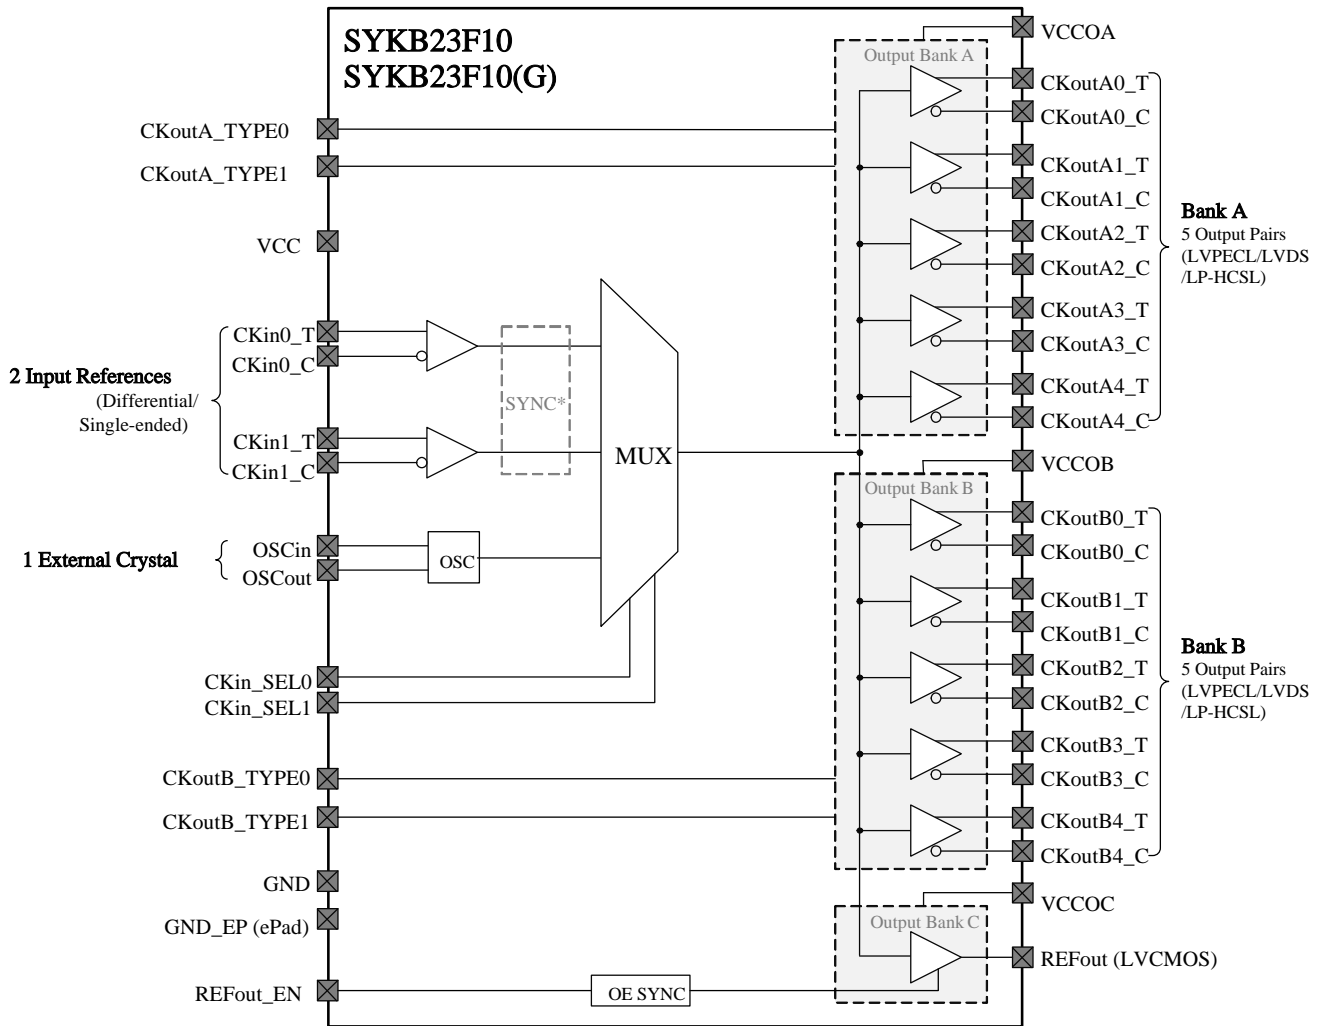 SYKB23F10
SYKB23F10(G)
CKoutA_TYPE0
CKoutA_TYPE1
VCC
2 Input References
(Differential/
Single-ended)
CKin0_T
CKin0_C
CKin1_T
CKin1_C
1 External Crystal
OSCin
OSCout
CKin_SEL0
CKin_SEL1
CKoutB_TYPE0
CKoutB_TYPE1
GND
GND_EP (ePad)
REFout_EN
SYNC*
OSC
MUX
OE SYNC
Output Bank A
Output Bank B
Output Bank C
VCCOA
CKoutA0_T
CKoutA0_C
CKoutA1_T
CKoutA1_C
CKoutA2_T
CKoutA2_C
CKoutA3_T
CKoutA3_C
CKoutA4_T
CKoutA4_C
Bank A
5 Output Pairs
(LVPECL/LVDS
/LP-HCSL)
VCCOB
CKoutB0_T
CKoutB0_C
CKoutB1_T
CKoutB1_C
CKoutB2_T
CKoutB2_C
CKoutB3_T
CKoutB3_C
CKoutB4_T
CKoutB4_C
Bank B
5 Output Pairs
(LVPECL/LVDS
/LP-HCSL)
VCCOC
REFout (LVCMOS)